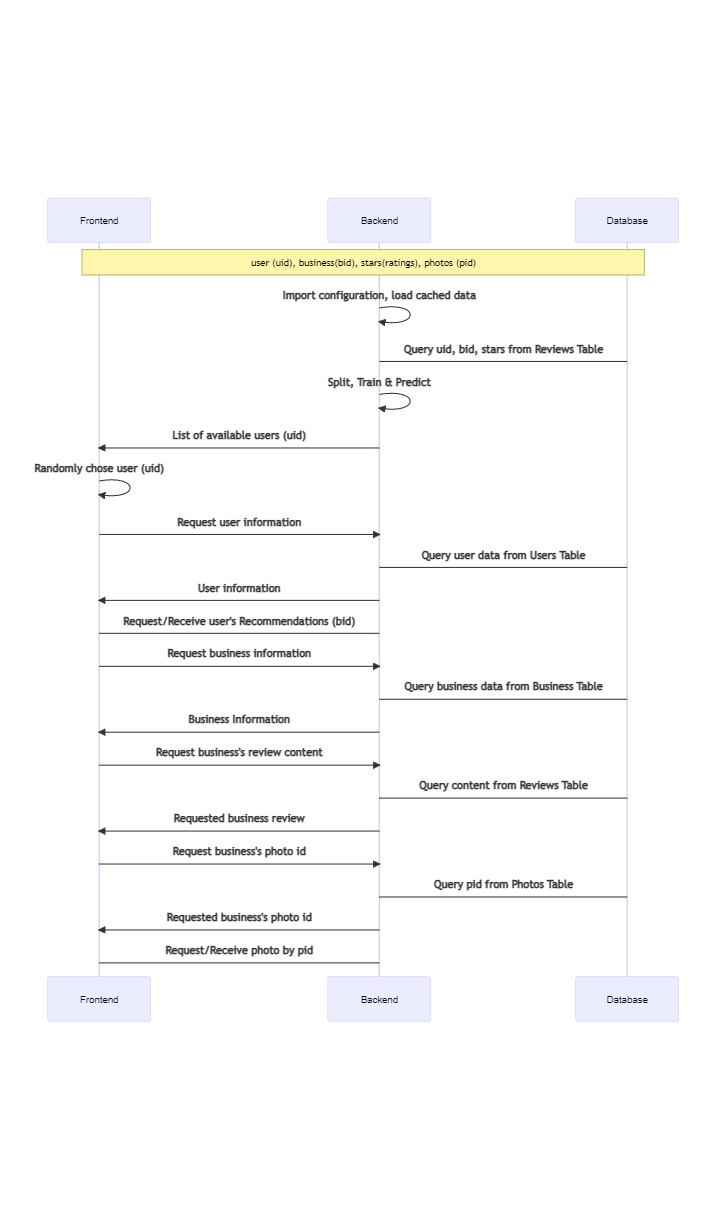 Frontend
Backend
Database
user (uid), business(bid), stars(ratings), photos (pid)
Import configuration, load cached data
Query uid, bid, stars from Reviews Table
Split, Train & Predict
List of available users (uid)
Randomly chose user (uid)
Request user information
Query user data from Users Table
User information
Request/Receive user's Recommendations (bid)
Request business information
Query business data from Business Table
Business Information
Request business's review content
Query content from Reviews Table
Requested business review
Request business's photo id
Query pid from Photos Table
Requested business's photo id
Request/Receive photo by pid
Frontend
Backend
Database